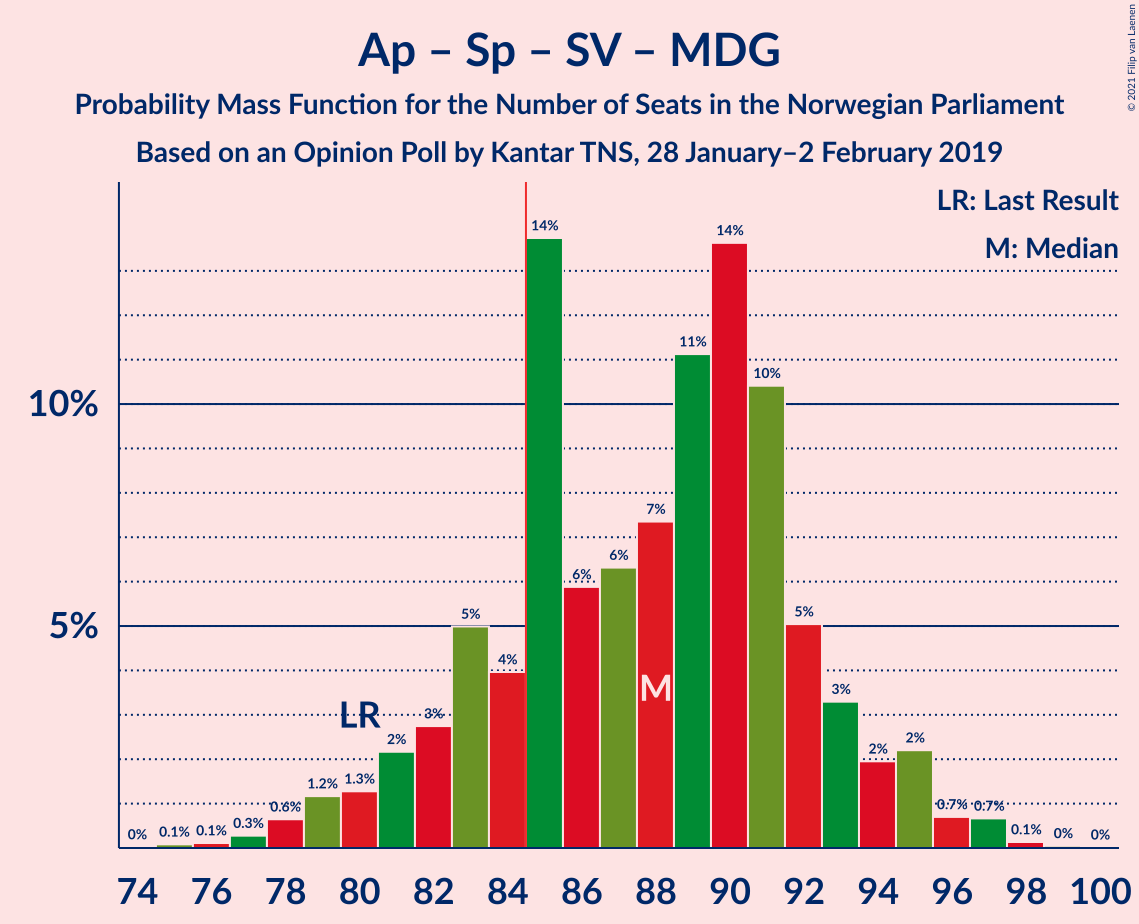 Ap – Sp – SV – MDG
Probability Mass Function for the Number of Seats in the Norwegian Parliament
Based on an Opinion Poll by Kantar TNS, 28 January–2 February 2019
© 2021 Filip van Laenen
LR: Last Result
M: Median
10%
5%
0% 0.1% 0.1% 0.3% 0.6% 1.2% 1.3% 2% 3% 5% 4% 14% 6% 6% 7% 11% 14% 10% 5% 3% 2% 2% 0.7% 0.7% 0.1% 0% 0%
LR
M
74 76 78 80 82 84 86 88 90 92 94 96 98 100